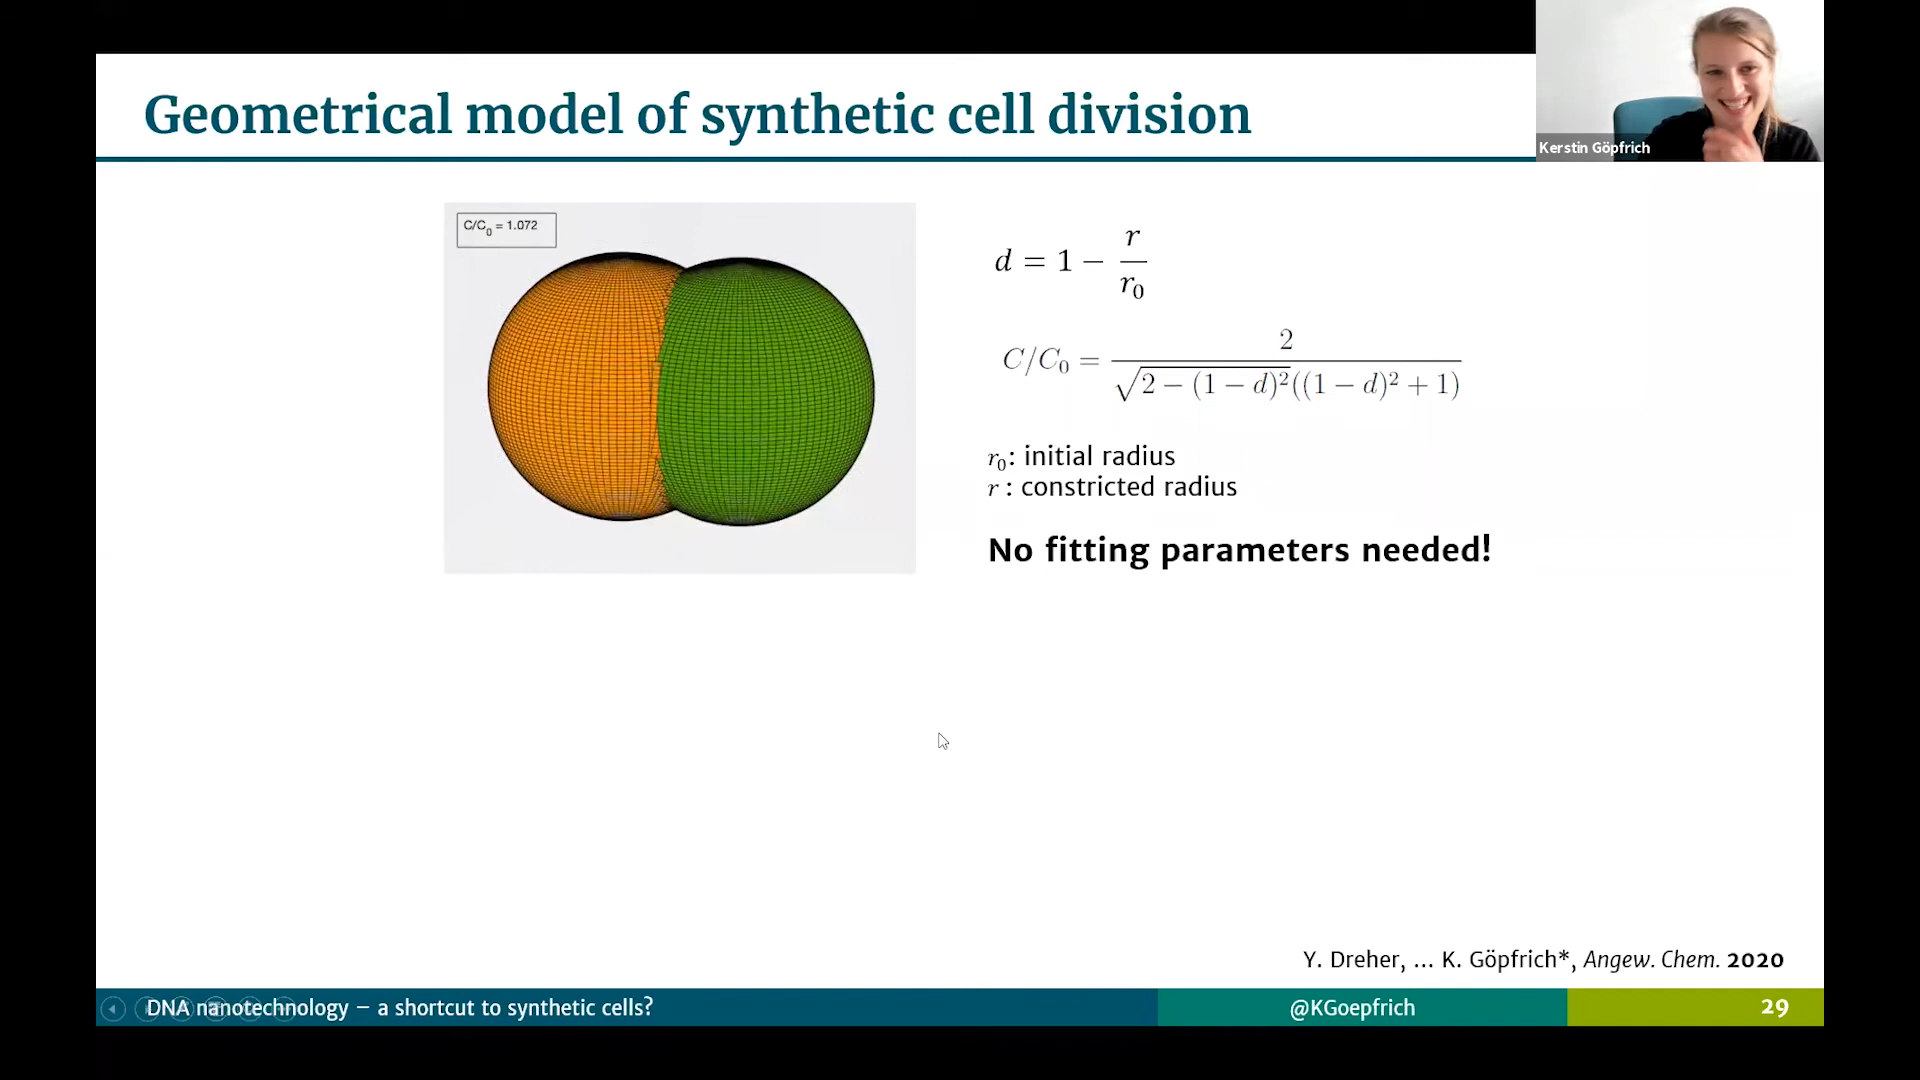 Geometrical model of synthetic cell division
Kerstin Göpfrich
C/C₀ = 1.072
d = 1 − r/r₀
C/C₀ = 2/(√(2 − (1 − d)²)((1 − d)² + 1))
r₀: initial radius
r : constricted radius
No fitting parameters needed!
Y. Dreher, ... K. Göpfrich*, Angew. Chem. 2020
DNA nanotechnology – a shortcut to synthetic cells?
@KGoepfrich
29